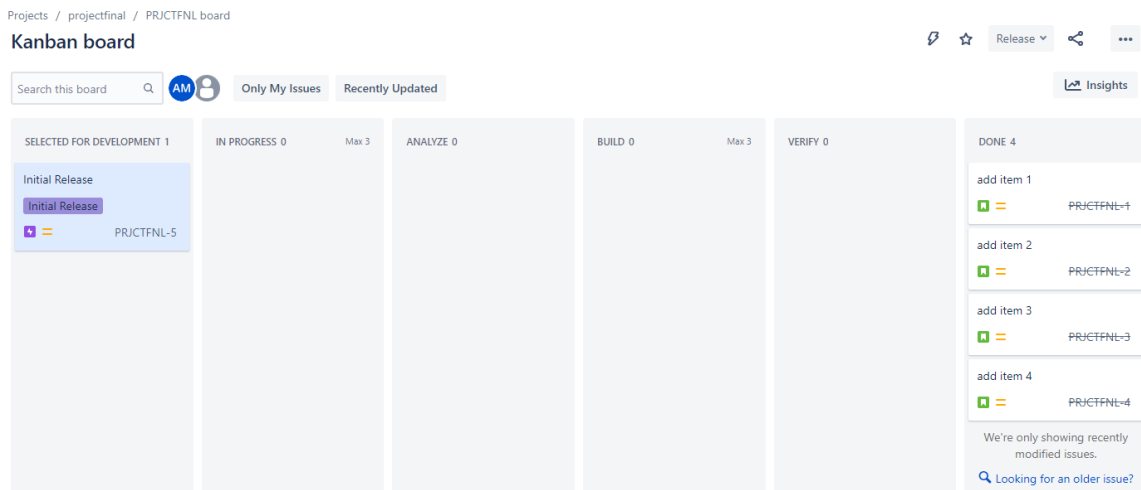 Projects / projectfinal / PRJCTFNL board
Kanban board
Release
Search this board
AM
Only My Issues
Recently Updated
Insights
SELECTED FOR DEVELOPMENT 1
IN PROGRESS 0
Max 3
ANALYZE 0
BUILD 0
Max 3
VERIFY 0
DONE 4
Initial Release
Initial Release
PRJCTFNL-5
add item 1
PRJCTFNL-1
add item 2
PRJCTFNL-2
add item 3
PRJCTFNL-3
add item 4
PRJCTFNL-4
We're only showing recently
modified issues.
Looking for an older issue?